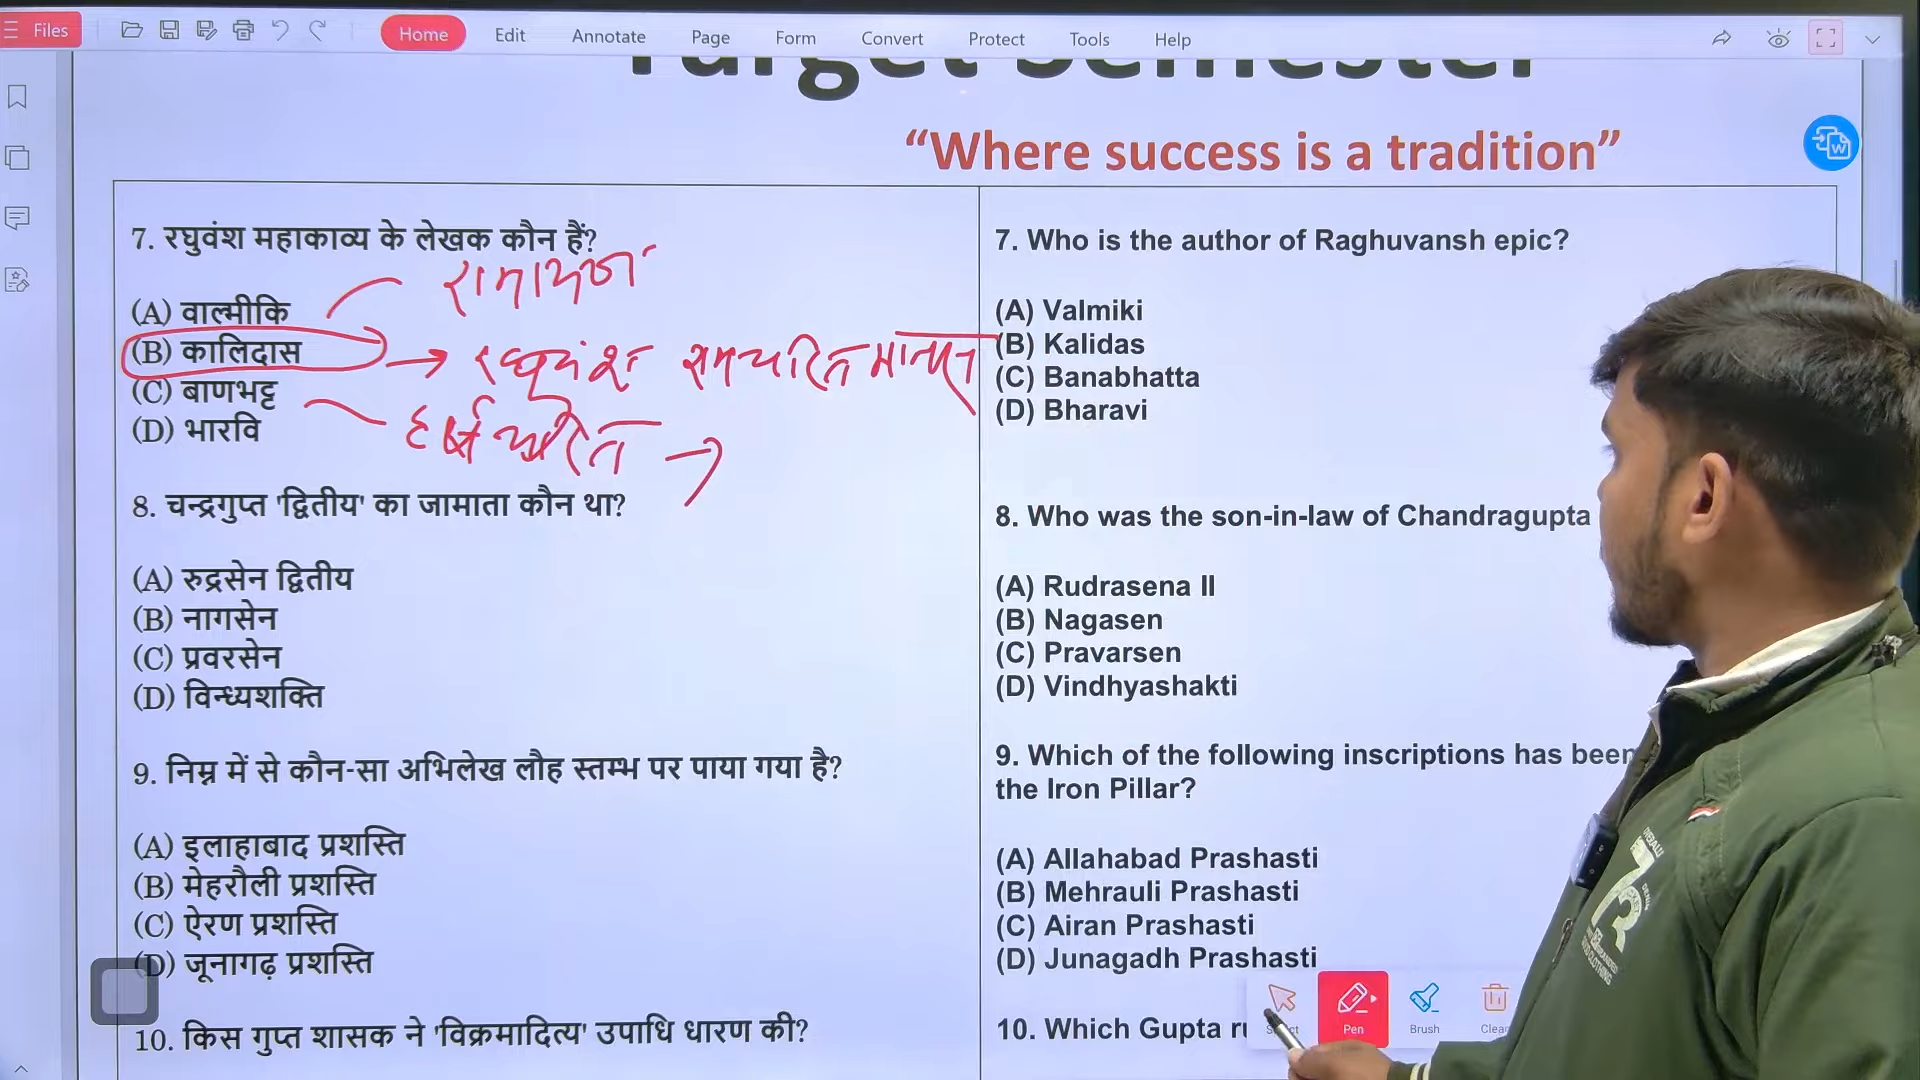 Files
Home Edit Annotate Page Form Convert Protect Tools Help
Target Semester
“Where success is a tradition”
7. रघुवंश महाकाव्य के लेखक कौन हैं?
रामायण
(A) वाल्मीकि
(B) कालिदास
रघुवंश
(C) बाणभट्ट
हर्षचरित
(D) भारवि
8. चन्द्रगुप्त 'द्वितीय' का जामाता कौन था?
(A) रुद्रसेन द्वितीय
(B) नागसेन
(C) प्रवरसेन
(D) विन्ध्यशक्ति
9. निम्न में से कौन-सा अभिलेख लौह स्तम्भ पर पाया गया है?
(A) इलाहाबाद प्रशस्ति
(B) मेहरौली प्रशस्ति
(C) ऐरण प्रशस्ति
(D) जूनागढ़ प्रशस्ति
10. किस गुप्त शासक ने 'विक्रमादित्य' उपाधि धारण की?
7. Who is the author of Raghuvansh epic?
(A) Valmiki
(B) Kalidas
(C) Banabhatta
(D) Bharavi
8. Who was the son-in-law of Chandragupta
(A) Rudrasena II
(B) Nagasen
(C) Pravarsen
(D) Vindhyashakti
9. Which of the following inscriptions has been
the Iron Pillar?
(A) Allahabad Prashasti
(B) Mehrauli Prashasti
(C) Airan Prashasti
(D) Junagadh Prashasti
10. Which Gupta
Pen Brush Clear